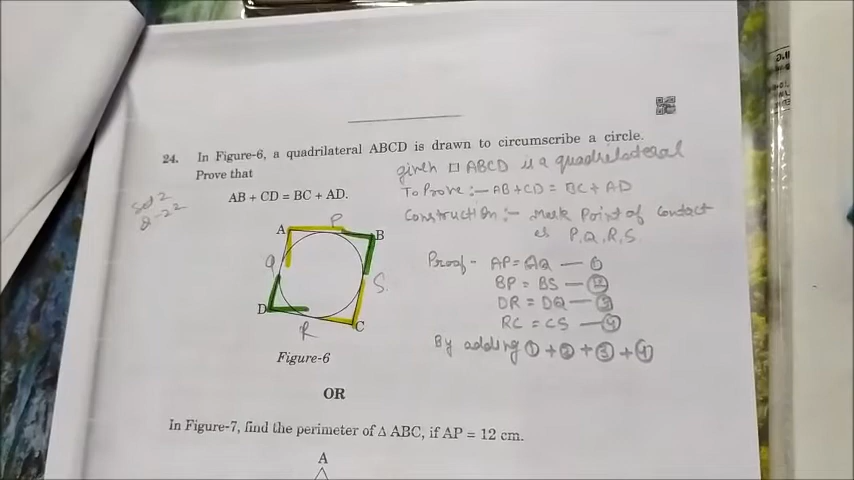 24. In Figure-6, a quadrilateral ABCD is drawn to circumscribe a circle.
Prove that
AB + CD = BC + AD.
given □ ABCD is a quadrilateral
To Prove :- AB+CD = BC + AD
Construction :- Mark Point of contact
as P,Q,R,S
Set 2
Q-22
A
P
B
Q
S
D
R
C
Figure-6
Proof - AP = AQ — ①
BP = BS — ②
DR = DQ — ③
RC = CS — ④
By adding ① + ② + ③ + ④
OR
In Figure-7, find the perimeter of Δ ABC, if AP = 12 cm.
A